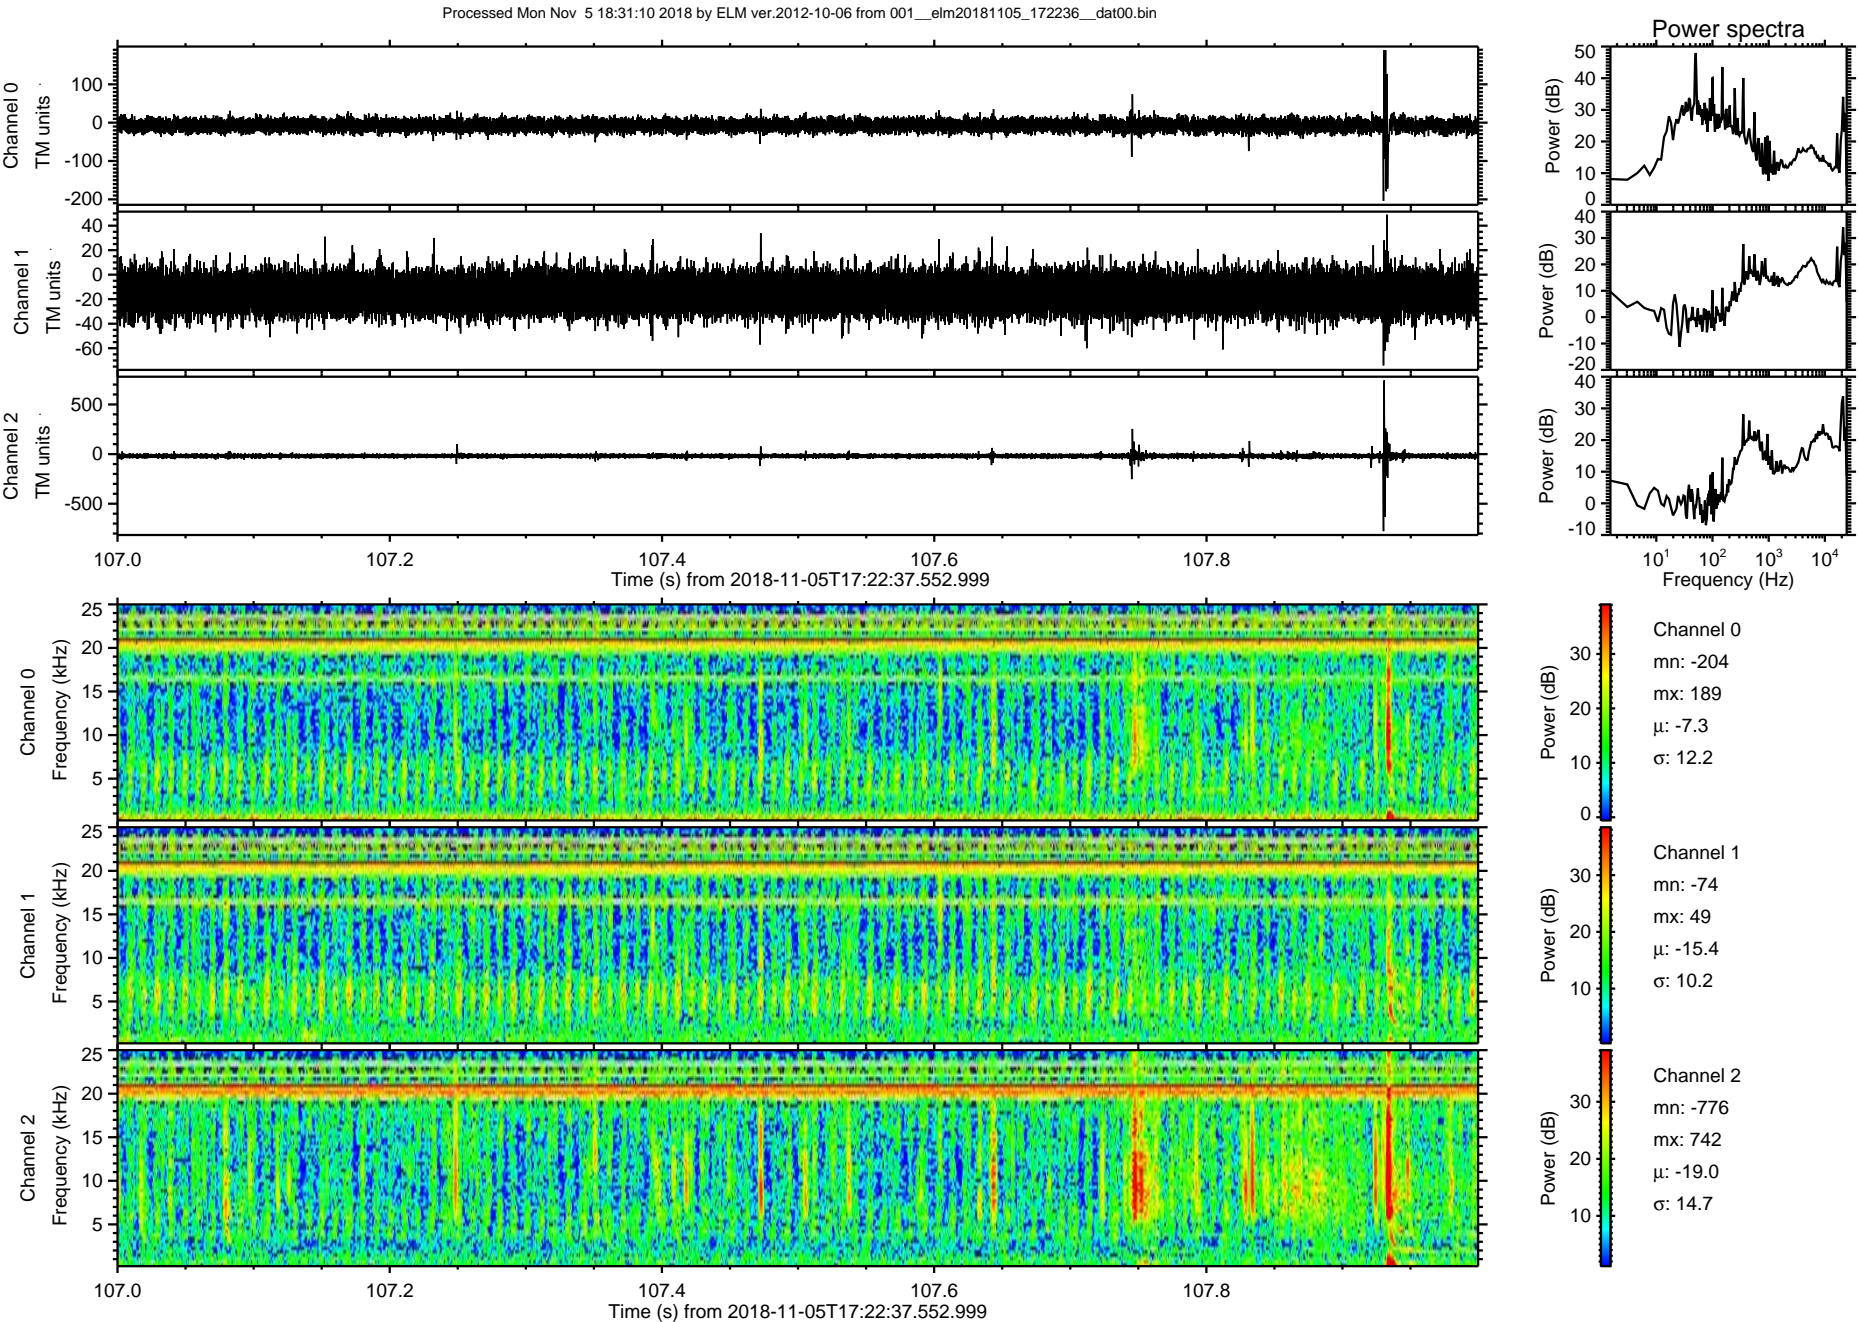 Processed Mon Nov  5 18:31:10 2018 by ELM ver.2012-10-06 from 001__elm20181105_172236__dat00.bin
Power spectra
Channel 0
TM units
100
0
-100
-200
Power (dB)
50
40
30
20
10
0
Channel 1
TM units
40
20
0
-20
-40
-60
Power (dB)
40
30
20
10
0
-10
-20
Channel 2
TM units
500
0
-500
Power (dB)
40
30
20
10
0
-10
107.0 107.2 107.4 107.6 107.8
Time (s) from 2018-11-05T17:22:37.552.999
10¹ 10² 10³ 10⁴
Frequency (Hz)
Channel 0
Frequency (kHz)
25
20
15
10
5
Power (dB)
30
20
10
0
Channel 0
mn: -204
mx: 189
μ: -7.3
σ: 12.2
Channel 1
Frequency (kHz)
25
20
15
10
5
Power (dB)
30
20
10
Channel 1
mn: -74
mx: 49
μ: -15.4
σ: 10.2
Channel 2
Frequency (kHz)
25
20
15
10
5
Power (dB)
30
20
10
Channel 2
mn: -776
mx: 742
μ: -19.0
σ: 14.7
107.0 107.2 107.4 107.6 107.8
Time (s) from 2018-11-05T17:22:37.552.999